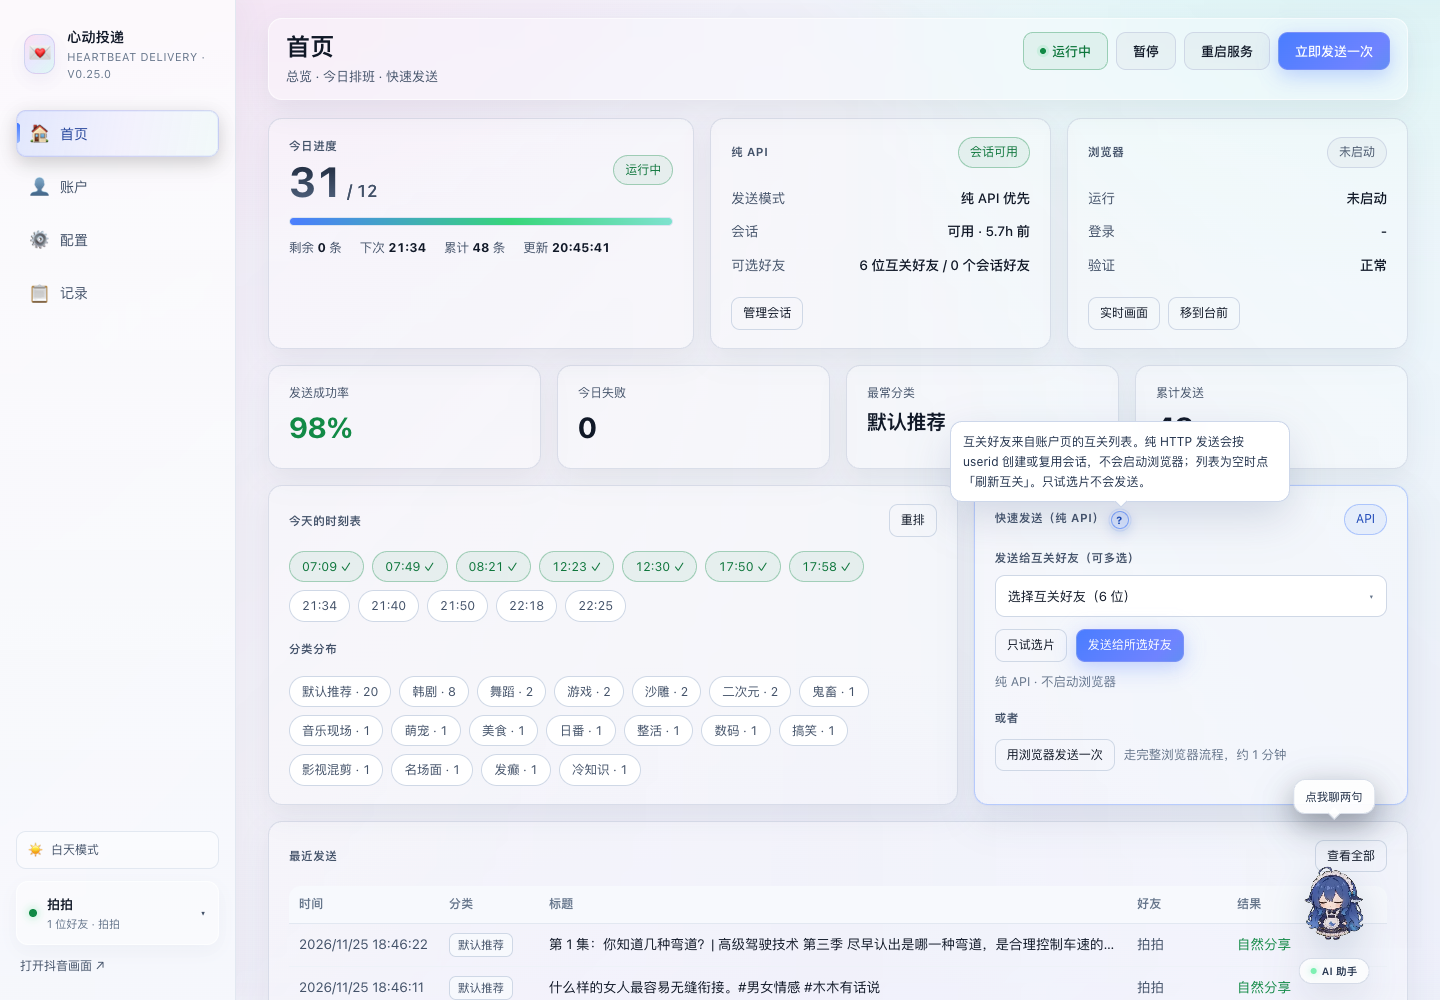 心动投递
HEARTBEAT DELIVERY ·
V0.25.0
首页
账户
配置
记录
白天模式
拍拍
1 位好友 · 拍拍
打开抖音画面 ↗
首页
总览 · 今日排班 · 快速发送
运行中
暂停
重启服务
立即发送一次
今日进度
31 / 12
运行中
剩余 0 条 下次 21:34 累计 48 条 更新 20:45:41
纯 API
会话可用
发送模式 纯 API 优先
会话 可用 · 5.7h 前
可选好友 6 位互关好友 / 0 个会话好友
管理会话
浏览器
未启动
运行 未启动
登录 -
验证 正常
实时画面 移到台前
发送成功率
98%
今日失败
0
最常分类
默认推荐
累计发送
互关好友来自账户页的互关列表。纯 HTTP 发送会按
userid 创建或复用会话，不会启动浏览器；列表为空时点
「刷新互关」。只试选片不会发送。
今天的时刻表
重排
07:09 ✓ 07:49 ✓ 08:21 ✓ 12:23 ✓ 12:30 ✓ 17:50 ✓ 17:58 ✓
21:34 21:40 21:50 22:18 22:25
分类分布
默认推荐 · 20 韩剧 · 8 舞蹈 · 2 游戏 · 2 沙雕 · 2 二次元 · 2 鬼畜 · 1
音乐现场 · 1 萌宠 · 1 美食 · 1 日番 · 1 整活 · 1 数码 · 1 搞笑 · 1
影视混剪 · 1 名场面 · 1 发癫 · 1 冷知识 · 1
快速发送（纯 API） ?
API
发送给互关好友（可多选）
选择互关好友（6 位）
只试选片 发送给所选好友
纯 API · 不启动浏览器
或者
用浏览器发送一次 走完整浏览器流程，约 1 分钟
点我聊两句
最近发送
查看全部
时间 分类 标题 好友 结果
2026/11/25 18:46:22 默认推荐 第 1 集：你知道几种弯道？| 高级驾驶技术 第三季 尽早认出是哪一种弯道，是合理控制车速的... 拍拍 自然分享
2026/11/25 18:46:11 默认推荐 什么样的女人最容易无缝衔接。#男女情感 #木木有话说 拍拍 自然分享
AI 助手